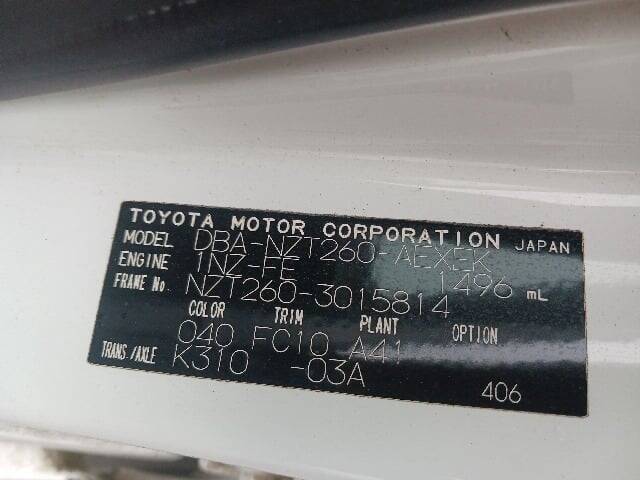 TOYOTA MOTOR CORPORATION JAPAN
MODEL DBA-NZT260-AEXEK
ENGINE 1NZ-FE 1496 mL
FRAME No. NZT260-3015814
COLOR TRIM PLANT OPTION
040 FC10 A41
TRANS./AXLE K310 -03A
406